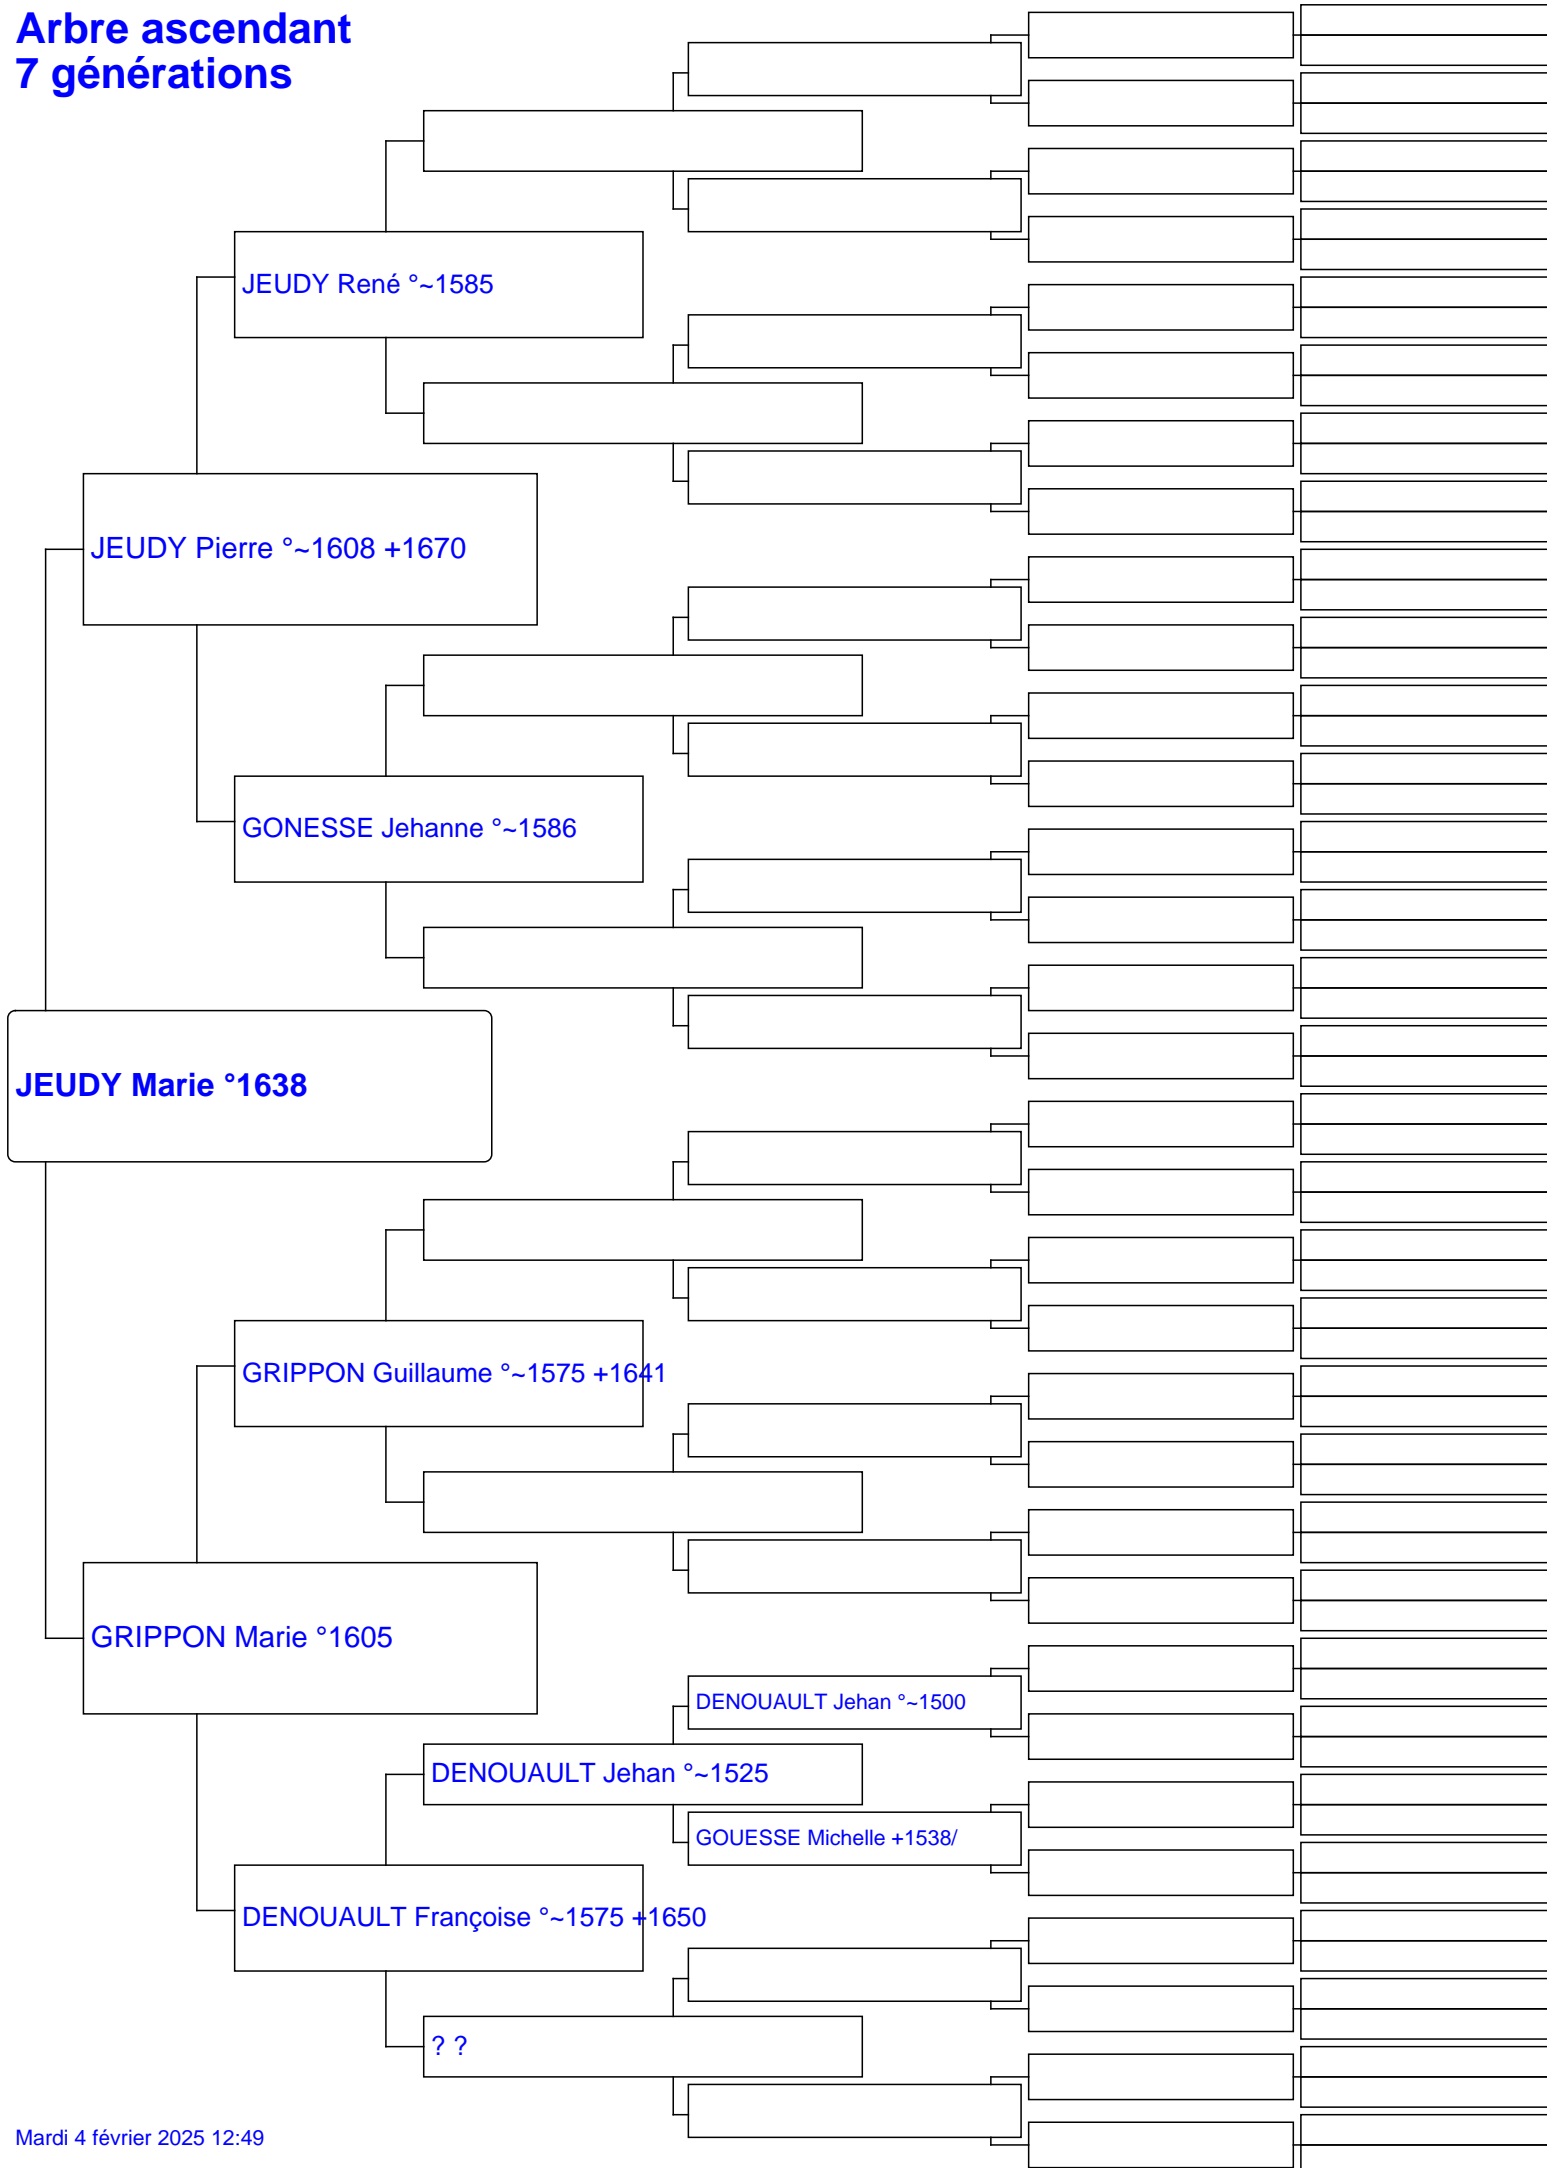 Arbre ascendant
7 générations
JEUDY René °~1585
JEUDY Pierre °~1608 +1670
GONESSE Jehanne °~1586
JEUDY Marie °1638
GRIPPON Guillaume °~1575 +1641
GRIPPON Marie °1605
DENOUAULT Jehan °~1500
DENOUAULT Jehan °~1525
GOUESSE Michelle +1538/
DENOUAULT Françoise °~1575 +1650
? ?
Mardi 4 février 2025 12:49